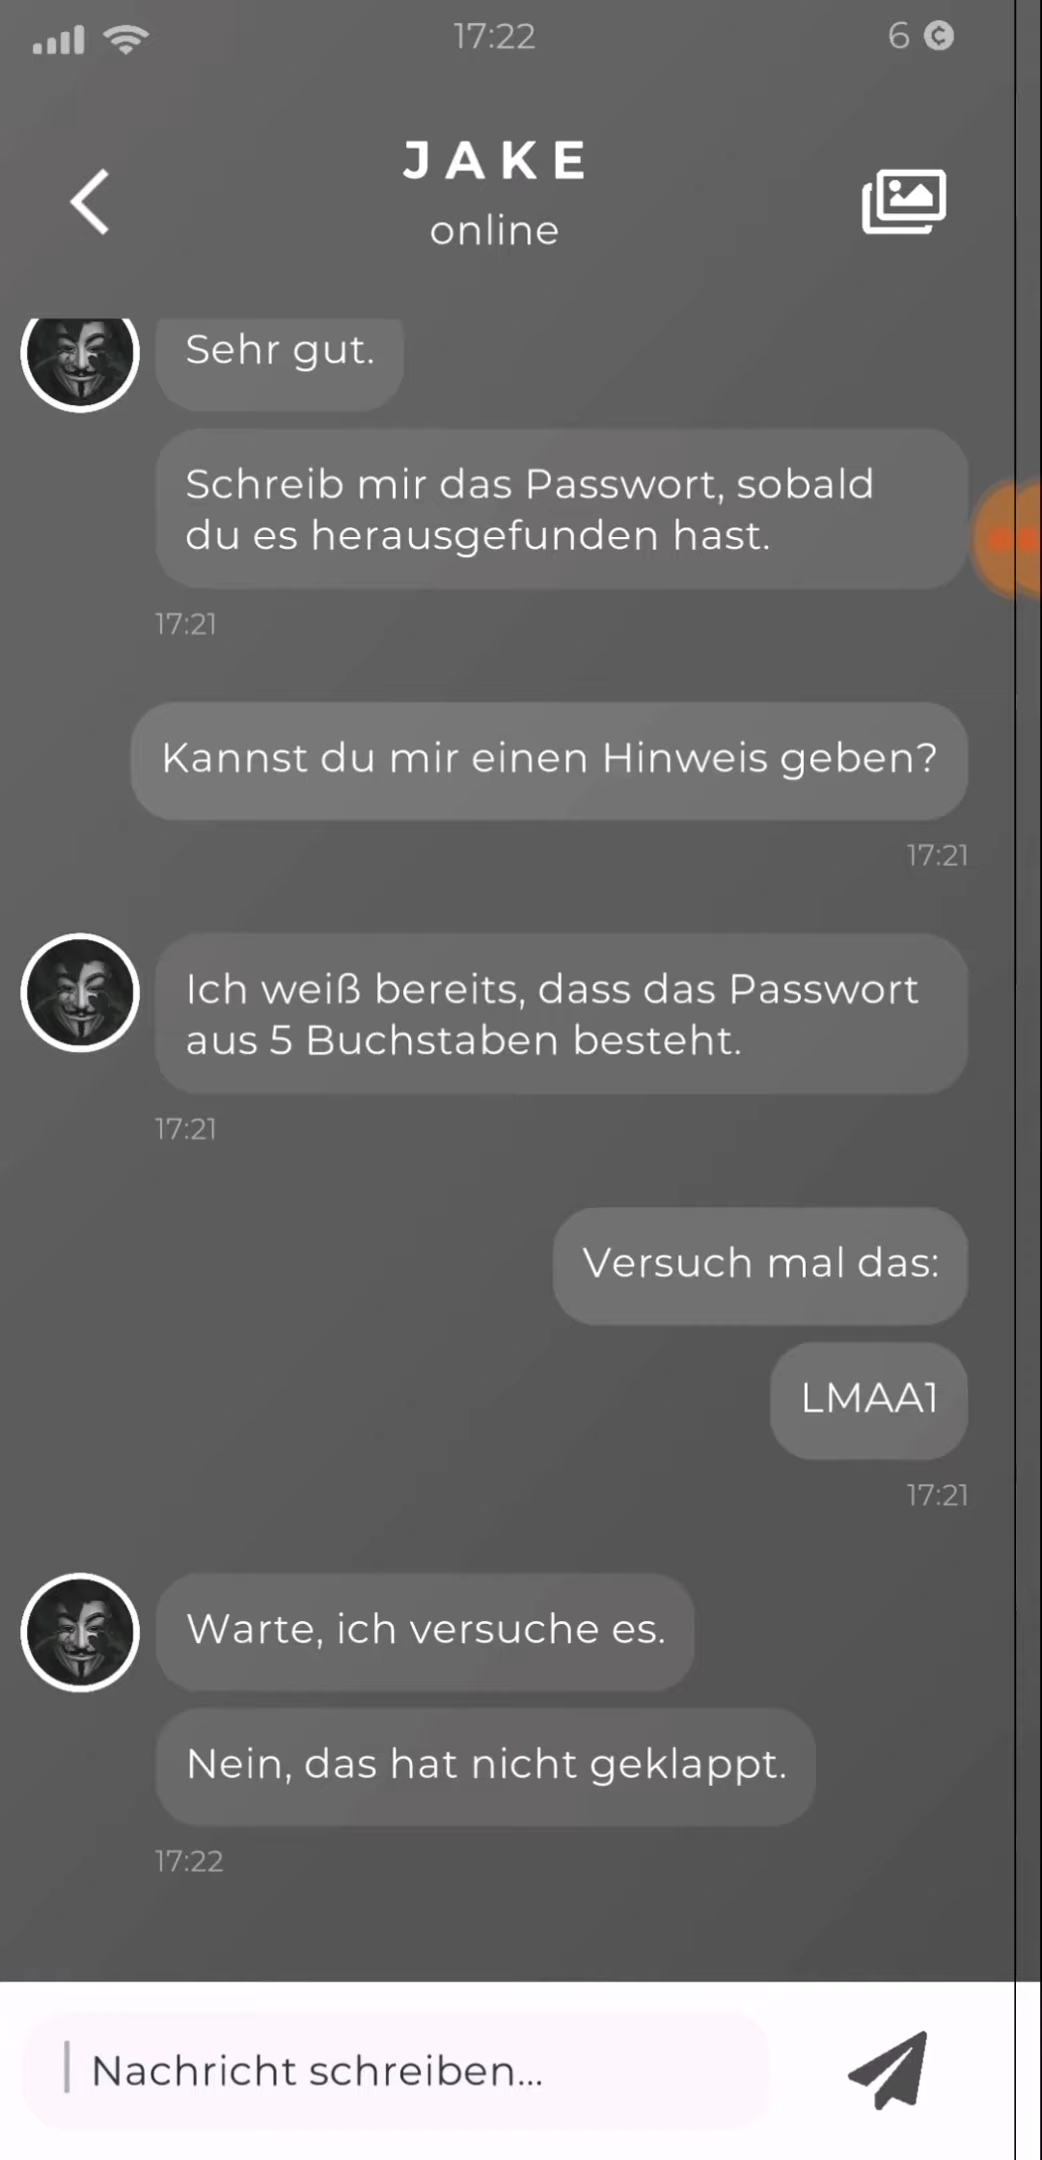 17:22
6
JAKE
online
Sehr gut.
Schreib mir das Passwort, sobald
du es herausgefunden hast.
17:21
Kannst du mir einen Hinweis geben?
17:21
Ich weiß bereits, dass das Passwort
aus 5 Buchstaben besteht.
17:21
Versuch mal das:
LMAA1
17:21
Warte, ich versuche es.
Nein, das hat nicht geklappt.
17:22
Nachricht schreiben...